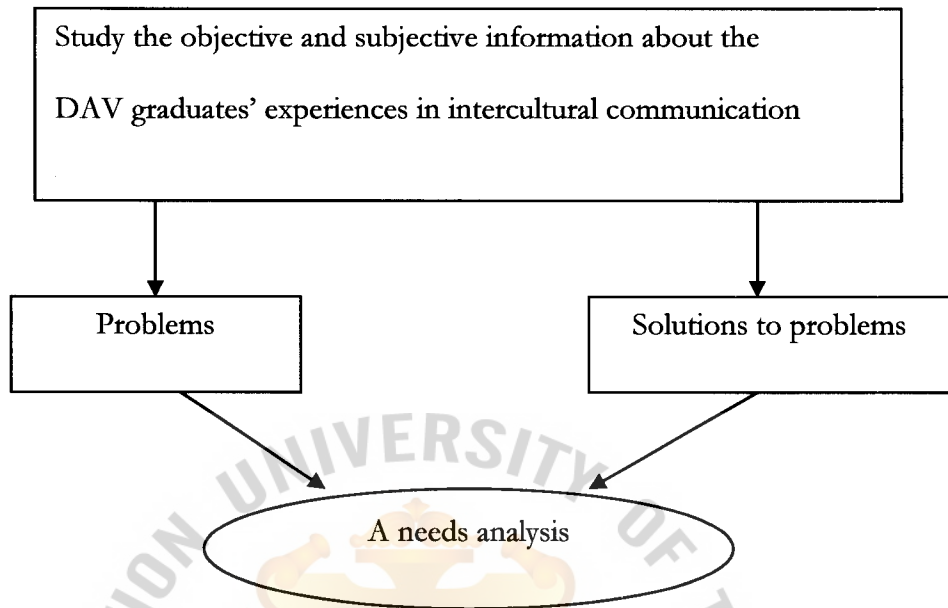 Study the objective and subjective information about the
DAV graduates' experiences in intercultural communication
Problems
Solutions to problems
UNIVERSITY OF
A needs analysis